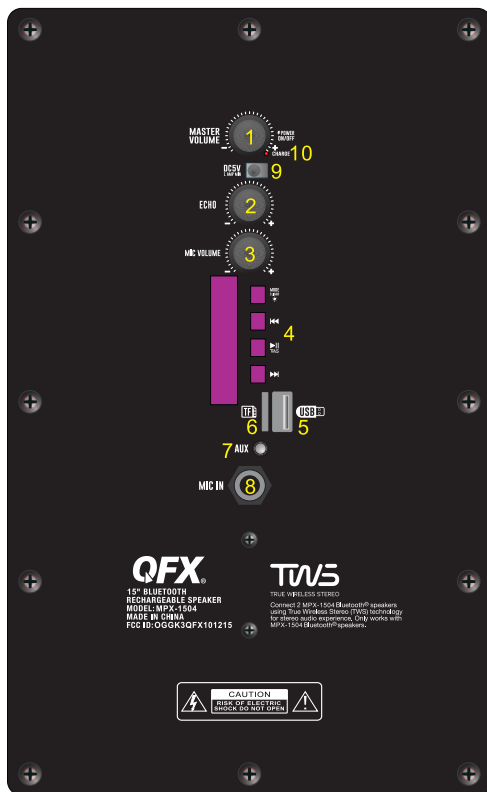 MASTER
VOLUME
1
POWER
ON/OFF
- +
CHARGE 10
DC5V
9
ECHO 2
- +
MIC VOLUME 3
- +
MODE
4
TWS
TF USB
6 5
7 AUX
MIC IN 8
QFX®
15" BLUETOOTH
RECHARGEABLE SPEAKER
MODEL: MPX-1504
MADE IN CHINA
FCC ID: OGGK3QFX101215
TWS
TRUE WIRELESS STEREO
Connect 2 MPX-1504 Bluetooth® speakers
using True Wireless Stereo (TWS) technology
for stereo audio experience, Only works with
MPX-1504 Bluetooth® speakers.
CAUTION
RISK OF ELECTRIC
SHOCK DO NOT OPEN